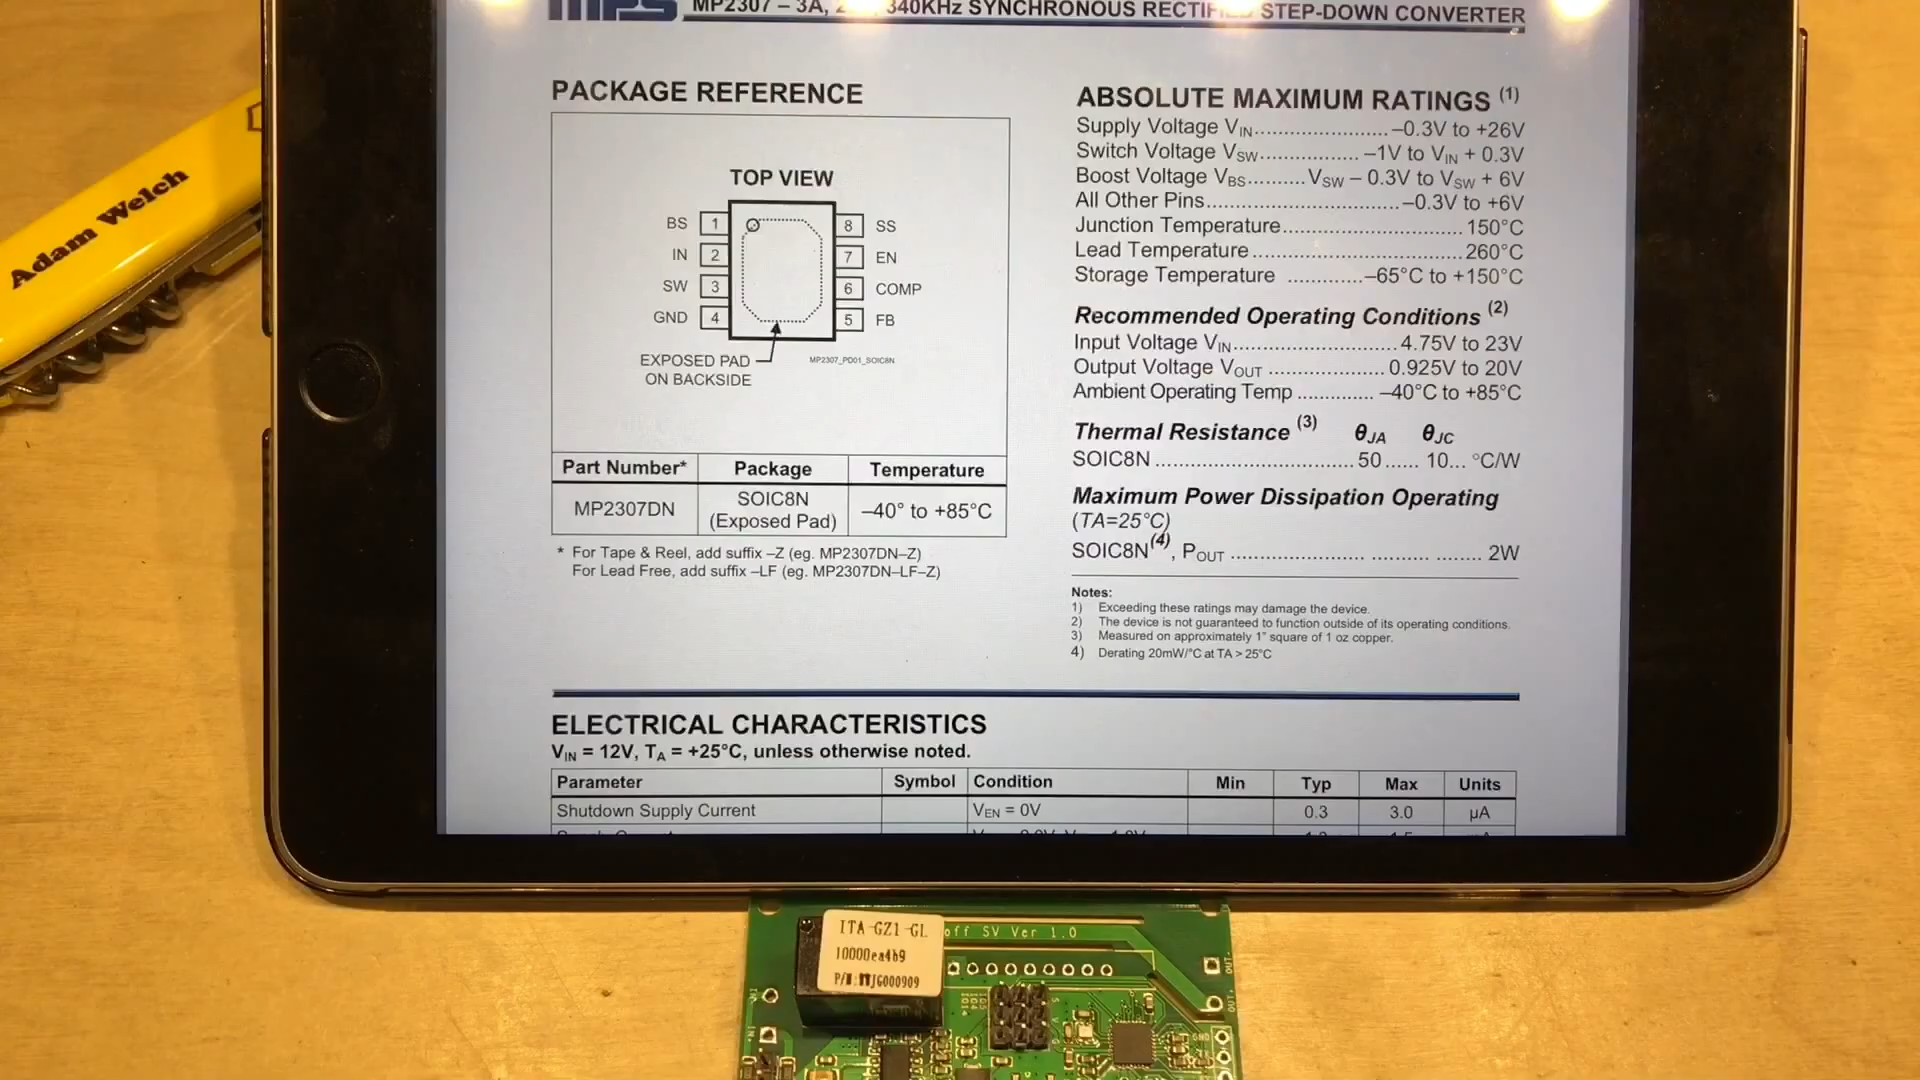 mps MP2307 – 3A, 340KHz SYNCHRONOUS STEP-DOWN CONVERTER
PACKAGE REFERENCE
TOP VIEW
BS 1 8 SS
IN 2 7 EN
SW 3 6 COMP
GND 4 5 FB
EXPOSED PAD
ON BACKSIDE
MP2307_PD01_SOIC8N
Part Number* Package Temperature
MP2307DN SOIC8N (Exposed Pad) –40° to +85°C
* For Tape & Reel, add suffix –Z (eg. MP2307DN–Z)
For Lead Free, add suffix –LF (eg. MP2307DN–LF–Z)
ABSOLUTE MAXIMUM RATINGS (1)
Supply Voltage VIN....................... –0.3V to +26V
Switch Voltage VSW................. –1V to VIN + 0.3V
Boost Voltage VBS..........VSW – 0.3V to VSW + 6V
All Other Pins.................................–0.3V to +6V
Junction Temperature...............................150°C
Lead Temperature....................................260°C
Storage Temperature .............–65°C to +150°C
Recommended Operating Conditions (2)
Input Voltage VIN............................4.75V to 23V
Output Voltage VOUT ....................0.925V to 20V
Ambient Operating Temp .............. –40°C to +85°C
Thermal Resistance (3) θJA θJC
SOIC8N..................................50......10... °C/W
Maximum Power Dissipation Operating
(TA=25°C)
SOIC8N(4), POUT ....................... .......... ........ 2W
Notes:
1) Exceeding these ratings may damage the device.
2) The device is not guaranteed to function outside of its operating conditions.
3) Measured on approximately 1” square of 1 oz copper.
4) Derating 20mW/°C at TA > 25°C
ELECTRICAL CHARACTERISTICS
VIN = 12V, TA = +25°C, unless otherwise noted.
Parameter Symbol Condition Min Typ Max Units
Shutdown Supply Current VEN = 0V 0.3 3.0 µA
Adam Welch
ITA-GZ1-GL
10000ea4b9
off SV Ver 1.0
OUT-
OUT+
GND